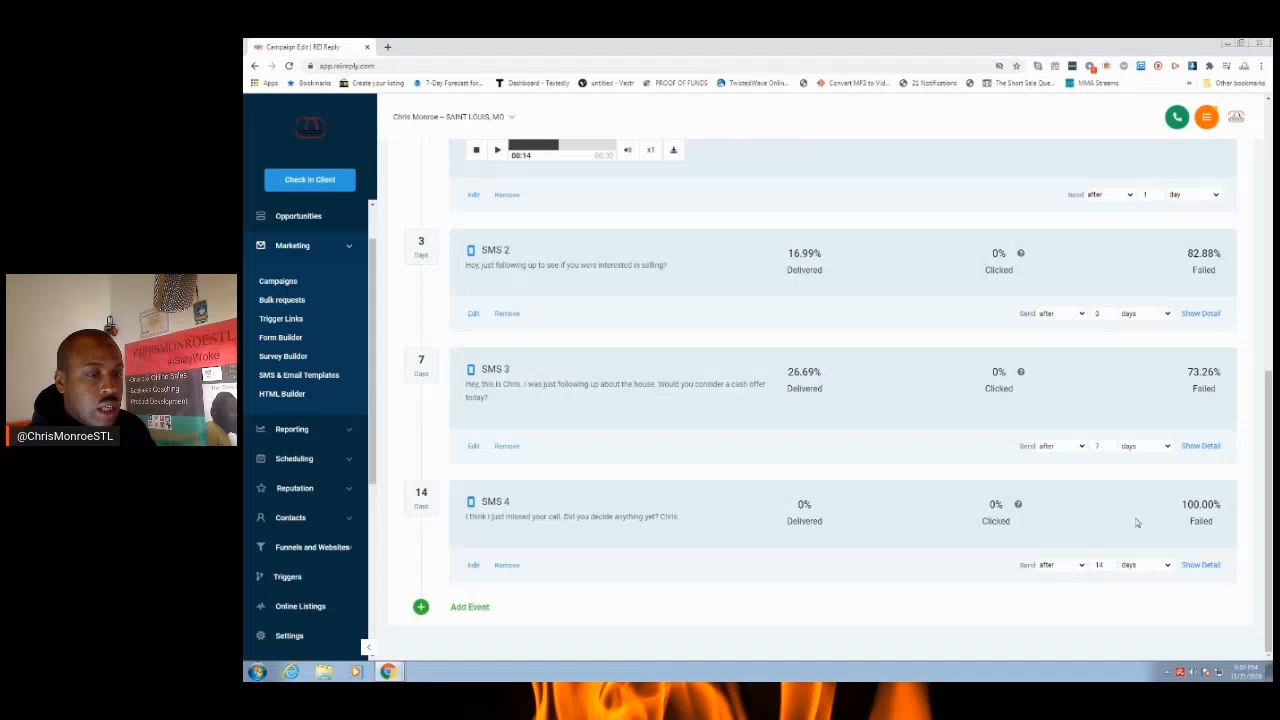 Campaign Edit | REI Reply
app.reireply.com
Apps
Bookmarks
Create your listing
7-Day Forecast for...
Dashboard - Textedly
untitled - Vectr
PROOF OF FUNDS
TwistedWave Onlin...
Convert MP3 to Vid...
21 Notifications
The Short Sale Que...
MMA Streams
Other bookmarks
Chris Monroe -- SAINT LOUIS, MO
Check In Client
Opportunities
Marketing
Campaigns
Bulk requests
Trigger Links
Form Builder
Survey Builder
SMS & Email Templates
HTML Builder
Reporting
Scheduling
Reputation
Contacts
Funnels and Websites
Triggers
Online Listings
Settings
00:14
00:30
x1
Edit Remove
Send after 1 day
3
Days
SMS 2
Hey, just following up to see if you were interested in selling?
16.99%
Delivered
0%
Clicked
82.88%
Failed
Edit Remove
Send after 3 days Show Detail
7
Days
SMS 3
Hey, this is Chris. I was just following up about the house. Would you consider a cash offer
today?
26.69%
Delivered
0%
Clicked
73.26%
Failed
Edit Remove
Send after 7 days Show Detail
14
Days
SMS 4
I think I just missed your call. Did you decide anything yet? Chris
0%
Delivered
0%
Clicked
100.00%
Failed
Edit Remove
Send after 14 days Show Detail
Add Event
CHRISMONROESTL
#StayWoke
Business Coaching
Product Development
@ChrisMonroeSTL